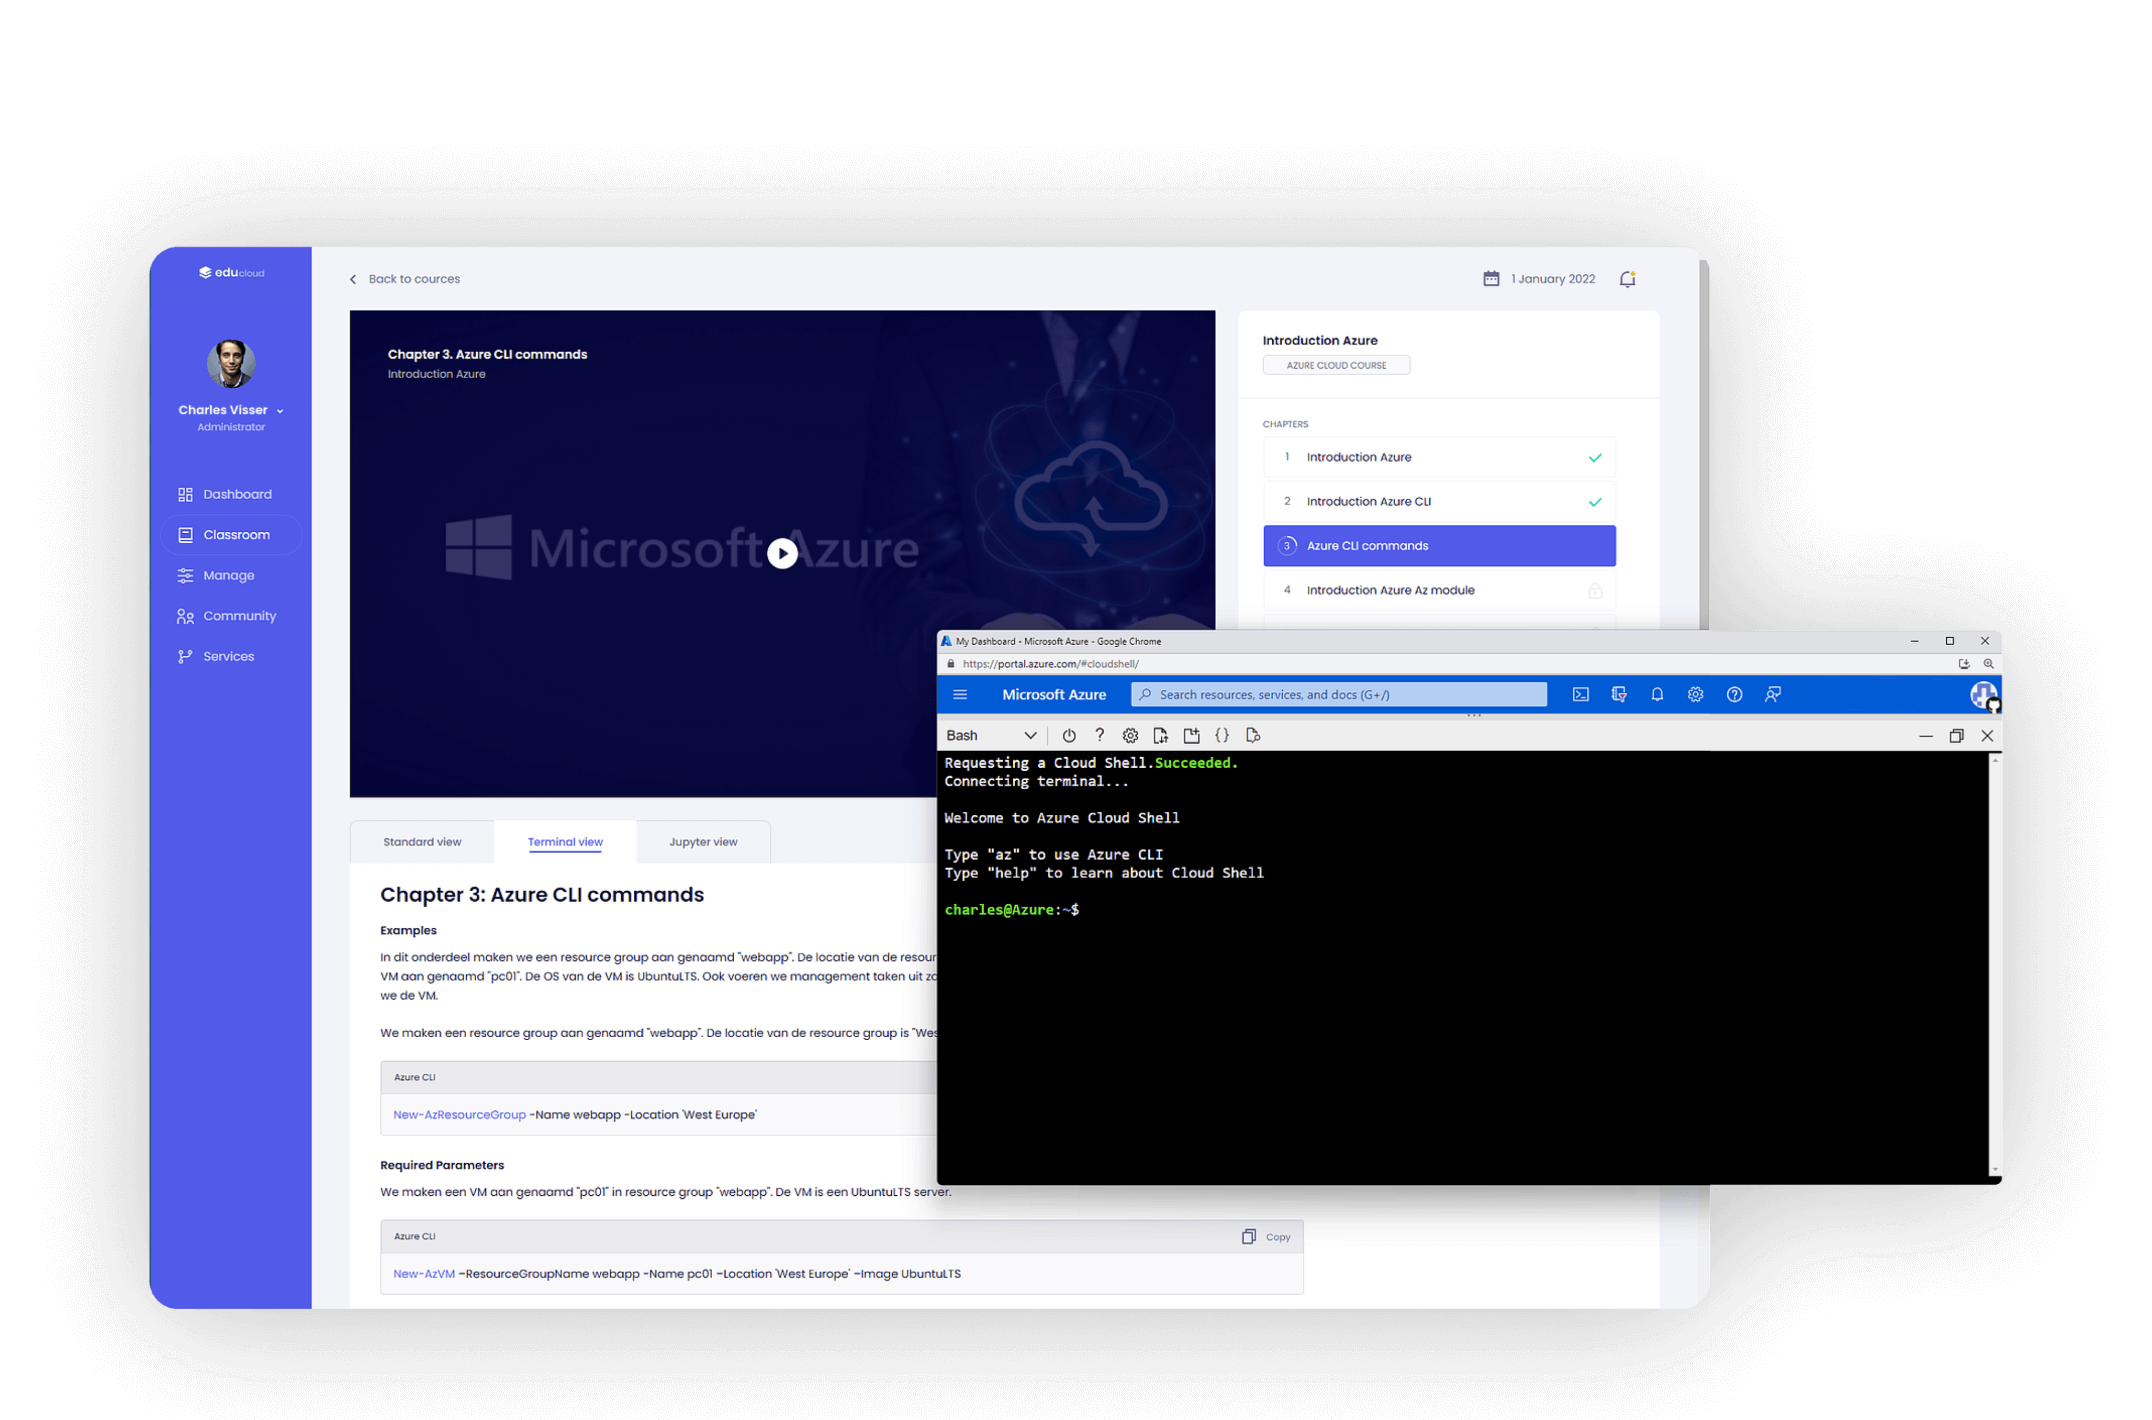 educloud
Charles Visser
Administrator
Dashboard
Classroom
Manage
Community
Services
Back to cources
1 January 2022
Chapter 3. Azure CLI commands
Introduction Azure
Microsoft Azure
Introduction Azure
AZURE CLOUD COURSE
CHAPTERS
1 Introduction Azure
2 Introduction Azure CLI
3 Azure CLI commands
4 Introduction Azure Az module
Standard view Terminal view Jupyter view
Chapter 3: Azure CLI commands
Examples
In dit onderdeel maken we een resource group aan genaamd "webapp". De locatie van de resour
VM aan genaamd "pc01". De OS van de VM is UbuntuLTS. Ook voeren we management taken uit zo
we de VM.
We maken een resource group aan genaamd "webapp". De locatie van de resource group is "Wes
Azure CLI
New-AzResourceGroup -Name webapp -Location 'West Europe'
Required Parameters
We maken een VM aan genaamd "pc01" in resource group "webapp". De VM is een UbuntuLTS server.
Azure CLI Copy
New-AzVM -ResourceGroupName webapp -Name pc01 -Location 'West Europe' -Image UbuntuLTS
My Dashboard - Microsoft Azure - Google Chrome
https://portal.azure.com/#cloudshell/
Microsoft Azure Search resources, services, and docs (G+/)
Bash
Requesting a Cloud Shell.Succeeded.
Connecting terminal...
Welcome to Azure Cloud Shell
Type "az" to use Azure CLI
Type "help" to learn about Cloud Shell
charles@Azure:~$